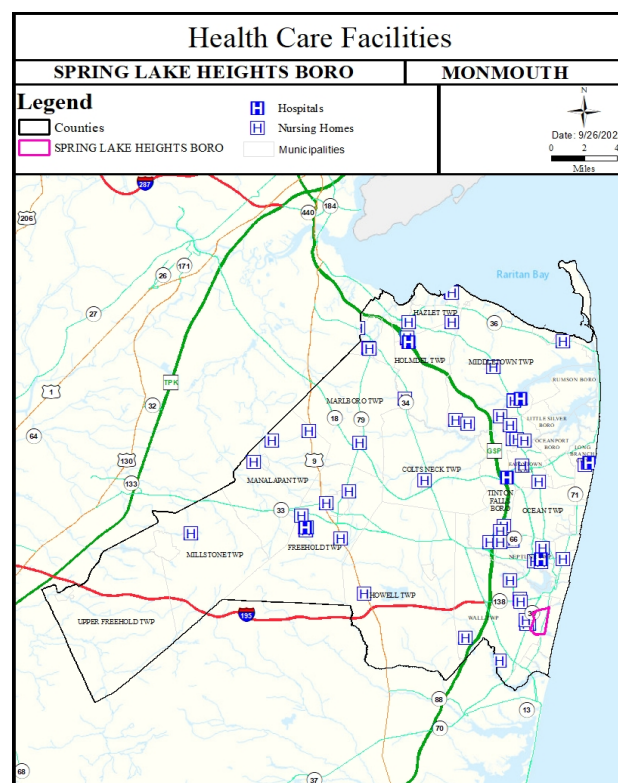 Health Care Facilities
SPRING LAKE HEIGHTS BORO
MONMOUTH
Legend
Counties
SPRING LAKE HEIGHTS BORO
H Hospitals
H Nursing Homes
Municipalities
N
Date: 9/26/202
0 2 4
Miles
287
206
440
184
171
26
27
Raritan Bay
HAZLET TWP
36
HOLMDEL TWP
MIDDLETOWN TWP
TPK
1
32
RUMSON BORO
MARLBORO TWP
34
18
79
LITTLE SILVER
BORO
64
OCEANPORT
BORO
LONG
BRANCH
GSP
130
9
133
MANALAPAN TWP
COLTS NECK TWP
TINTON
FALLS
BORO
71
33
OCEAN TWP
MILLSTONE TWP
FREEHOLD TWP
66
HOWELL TWP
138
195
UPPER FREEHOLD TWP
WALL TWP
88
13
70
68
37